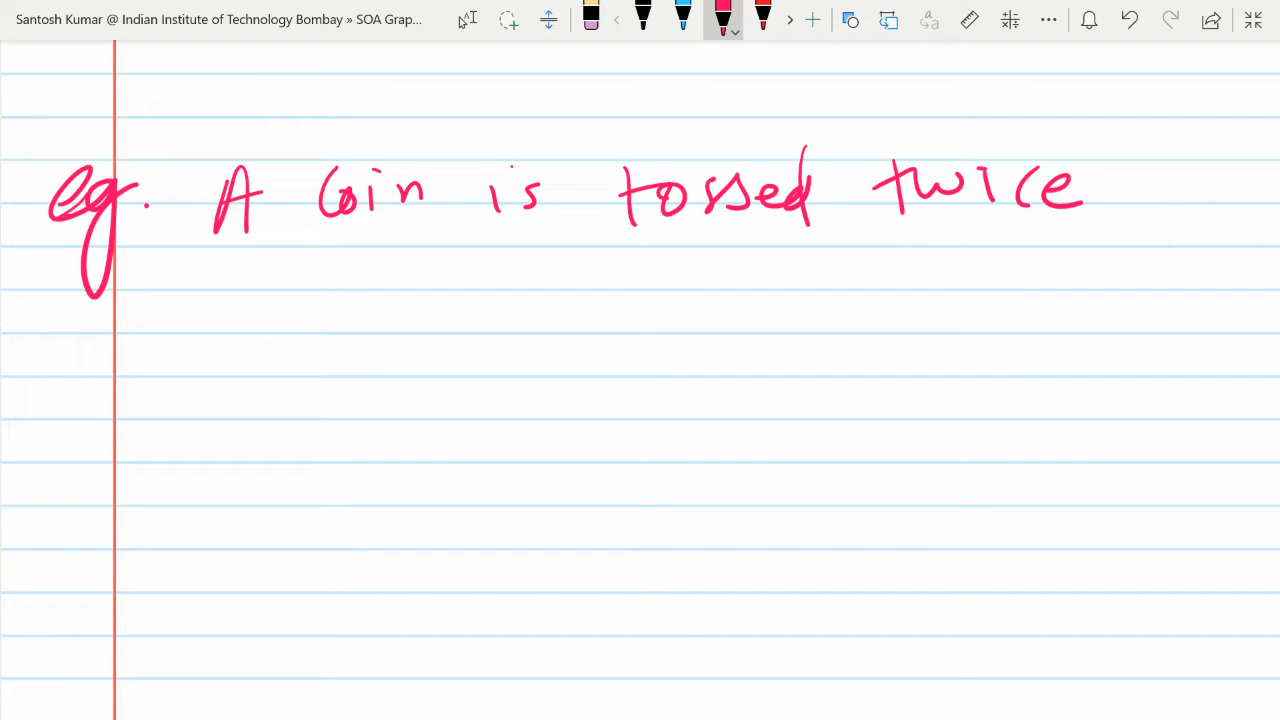 Santosh Kumar @ Indian Institute of Technology Bombay » SOA Grap...
eg. A Coin is tossed twice